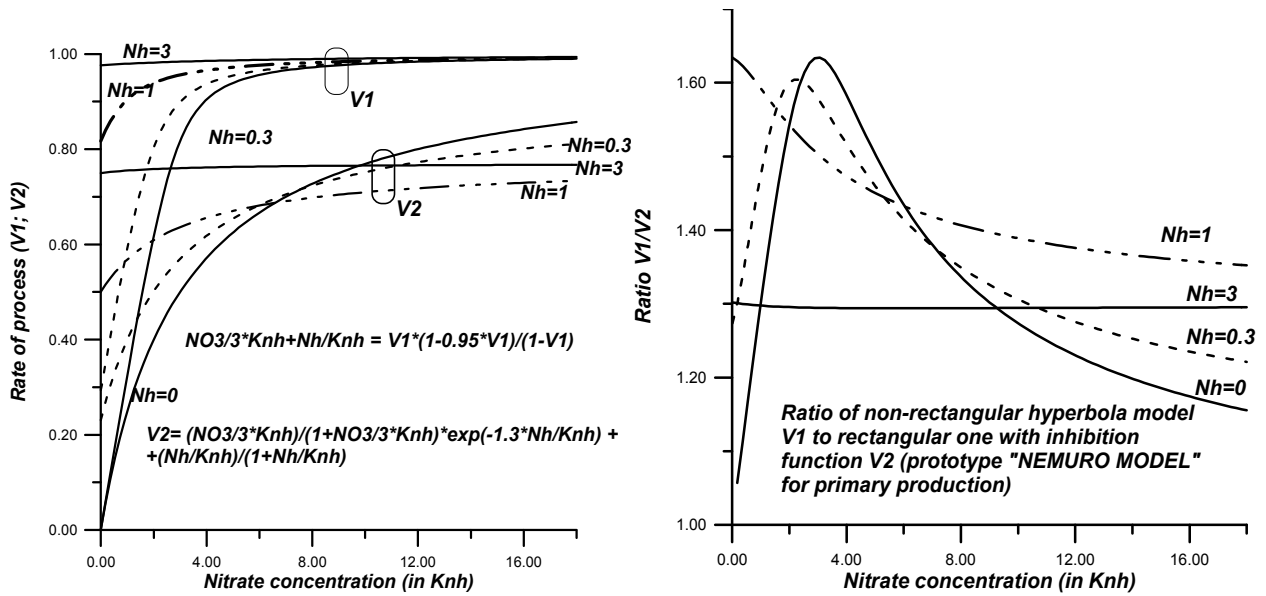 Rate of process (V1; V2)
1.00
0.80
0.60
0.40
0.20
0.00
Nh=3
Nh=1
V1
Nh=0.3
Nh=0.3
Nh=3
Nh=1
V2
NO3/3*Knh+Nh/Knh = V1*(1-0.95*V1)/(1-V1)
Nh=0
V2= (NO3/3*Knh)/(1+NO3/3*Knh)*exp(-1.3*Nh/Knh) +
+(Nh/Knh)/(1+Nh/Knh)
0.00 4.00 8.00 12.00 16.00
Nitrate concentration (in Knh)
Ratio V1/V2
1.60
1.40
1.20
1.00
Nh=1
Nh=3
Nh=0.3
Nh=0
Ratio of non-rectangular hyperbola model
V1 to rectangular one with inhibition
function V2 (prototype "NEMURO MODEL"
for primary production)
0.00 4.00 8.00 12.00 16.00
Nitrate concentration (in Knh)